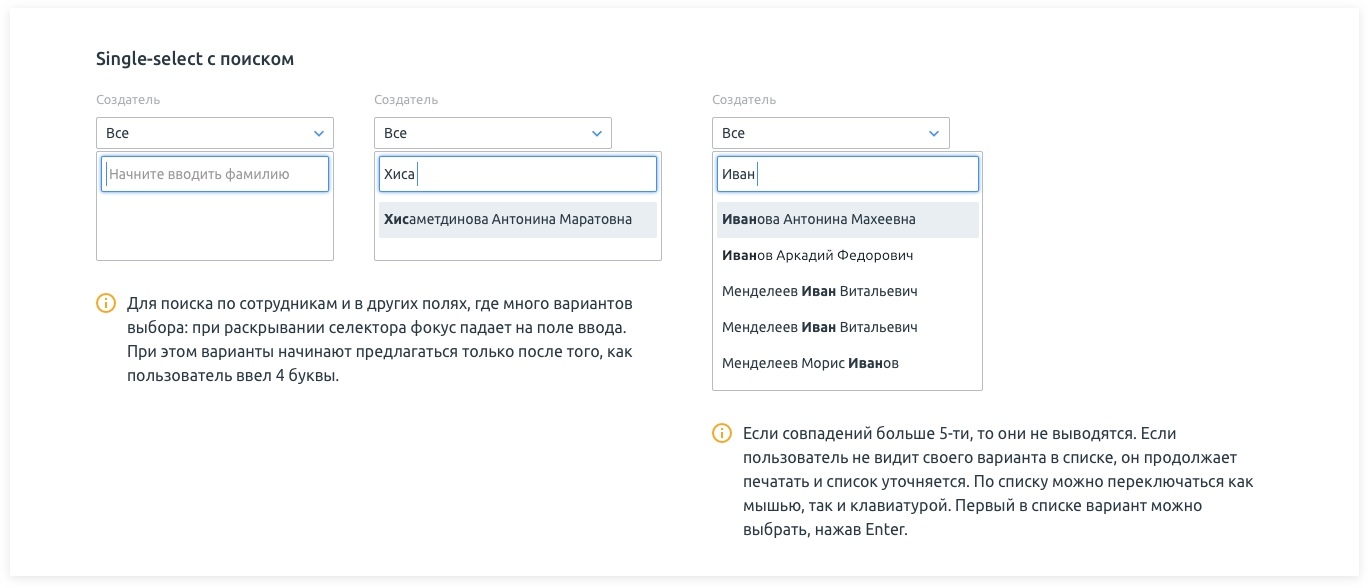 Single-select с поиском
Создатель
Все
Начните вводить фамилию
Создатель
Все
Хиса
Хисаметдинова Антонина Маратовна
Для поиска по сотрудникам и в других полях, где много вариантов
выбора: при раскрывании селектора фокус падает на поле ввода.
При этом варианты начинают предлагаться только после того, как
пользователь ввел 4 буквы.
Создатель
Все
Иван
Иванова Антонина Махеевна
Иванов Аркадий Федорович
Менделеев Иван Витальевич
Менделеев Иван Витальевич
Менделеев Морис Иванов
Если совпадений больше 5-ти, то они не выводятся. Если
пользователь не видит своего варианта в списке, он продолжает
печатать и список уточняется. По списку можно переключаться как
мышью, так и клавиатурой. Первый в списке вариант можно
выбрать, нажав Enter.